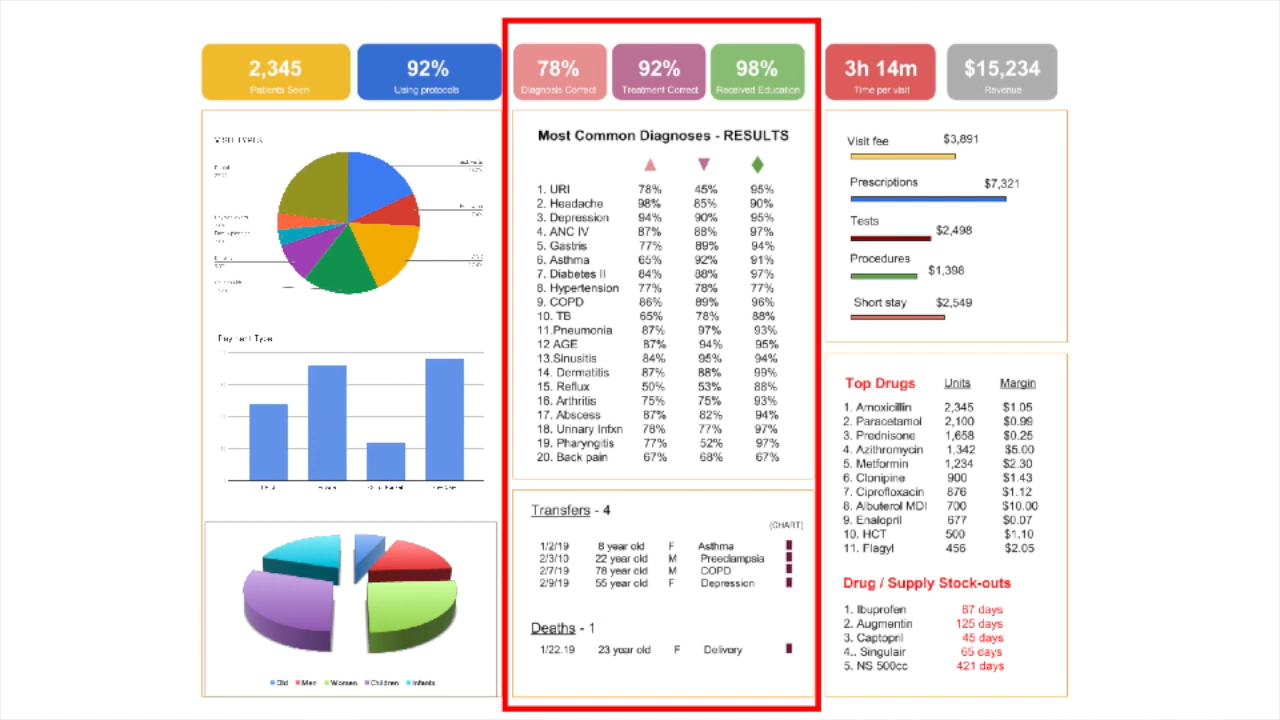 2,345
Patients Seen
92%
Using protocols
78%
Diagnosis Correct
92%
Treatment Correct
98%
Received Education
3h 14m
Time per visit
$15,234
Revenue
VISIT TYPES
Payment Type
Old Men Women Children Infants
Most Common Diagnoses - RESULTS
1. URI 78% 45% 95%
2. Headache 98% 85% 90%
3. Depression 94% 90% 95%
4. ANC IV 87% 88% 97%
5. Gastris 77% 89% 94%
6. Asthma 65% 92% 91%
7. Diabetes II 84% 88% 97%
8. Hypertension 77% 78% 77%
9. COPD 86% 89% 96%
10. TB 65% 78% 88%
11.Pneumonia 87% 97% 93%
12 AGE 87% 94% 95%
13.Sinusitis 84% 95% 94%
14. Dermatitis 87% 88% 99%
15. Reflux 50% 53% 88%
16. Arthritis 75% 75% 93%
17. Abscess 87% 82% 94%
18. Urinary Infxn 78% 77% 97%
19. Pharyngitis 77% 52% 97%
20. Back pain 67% 68% 67%
Transfers - 4
(CHART)
1/2/19 8 year old F Asthma
2/3/10 22 year old M Preeclampsia
2/7/19 78 year old M COPD
2/9/19 55 year old F Depression
Deaths - 1
1/22.19 23 year old F Delivery
Visit fee $3,891
Prescriptions $7,321
Tests $2,498
Procedures $1,398
Short stay $2,549
Top Drugs Units Margin
1. Amoxicillin 2,345 $1.05
2. Paracetamol 2,100 $0.99
3. Prednisone 1,658 $0.25
4. Azithromycin 1,342 $5.00
5. Metformin 1,234 $2.30
6. Clonipine 900 $1.43
7. Ciprofloxacin 876 $1.12
8. Albuterol MDI 700 $10.00
9. Enalopril 677 $0.07
10. HCT 500 $1.10
11. Flagyl 456 $2.05
Drug / Supply Stock-outs
1. Ibuprofen 87 days
2. Augmentin 125 days
3. Captopril 45 days
4.. Singulair 65 days
5. NS 500cc 421 days